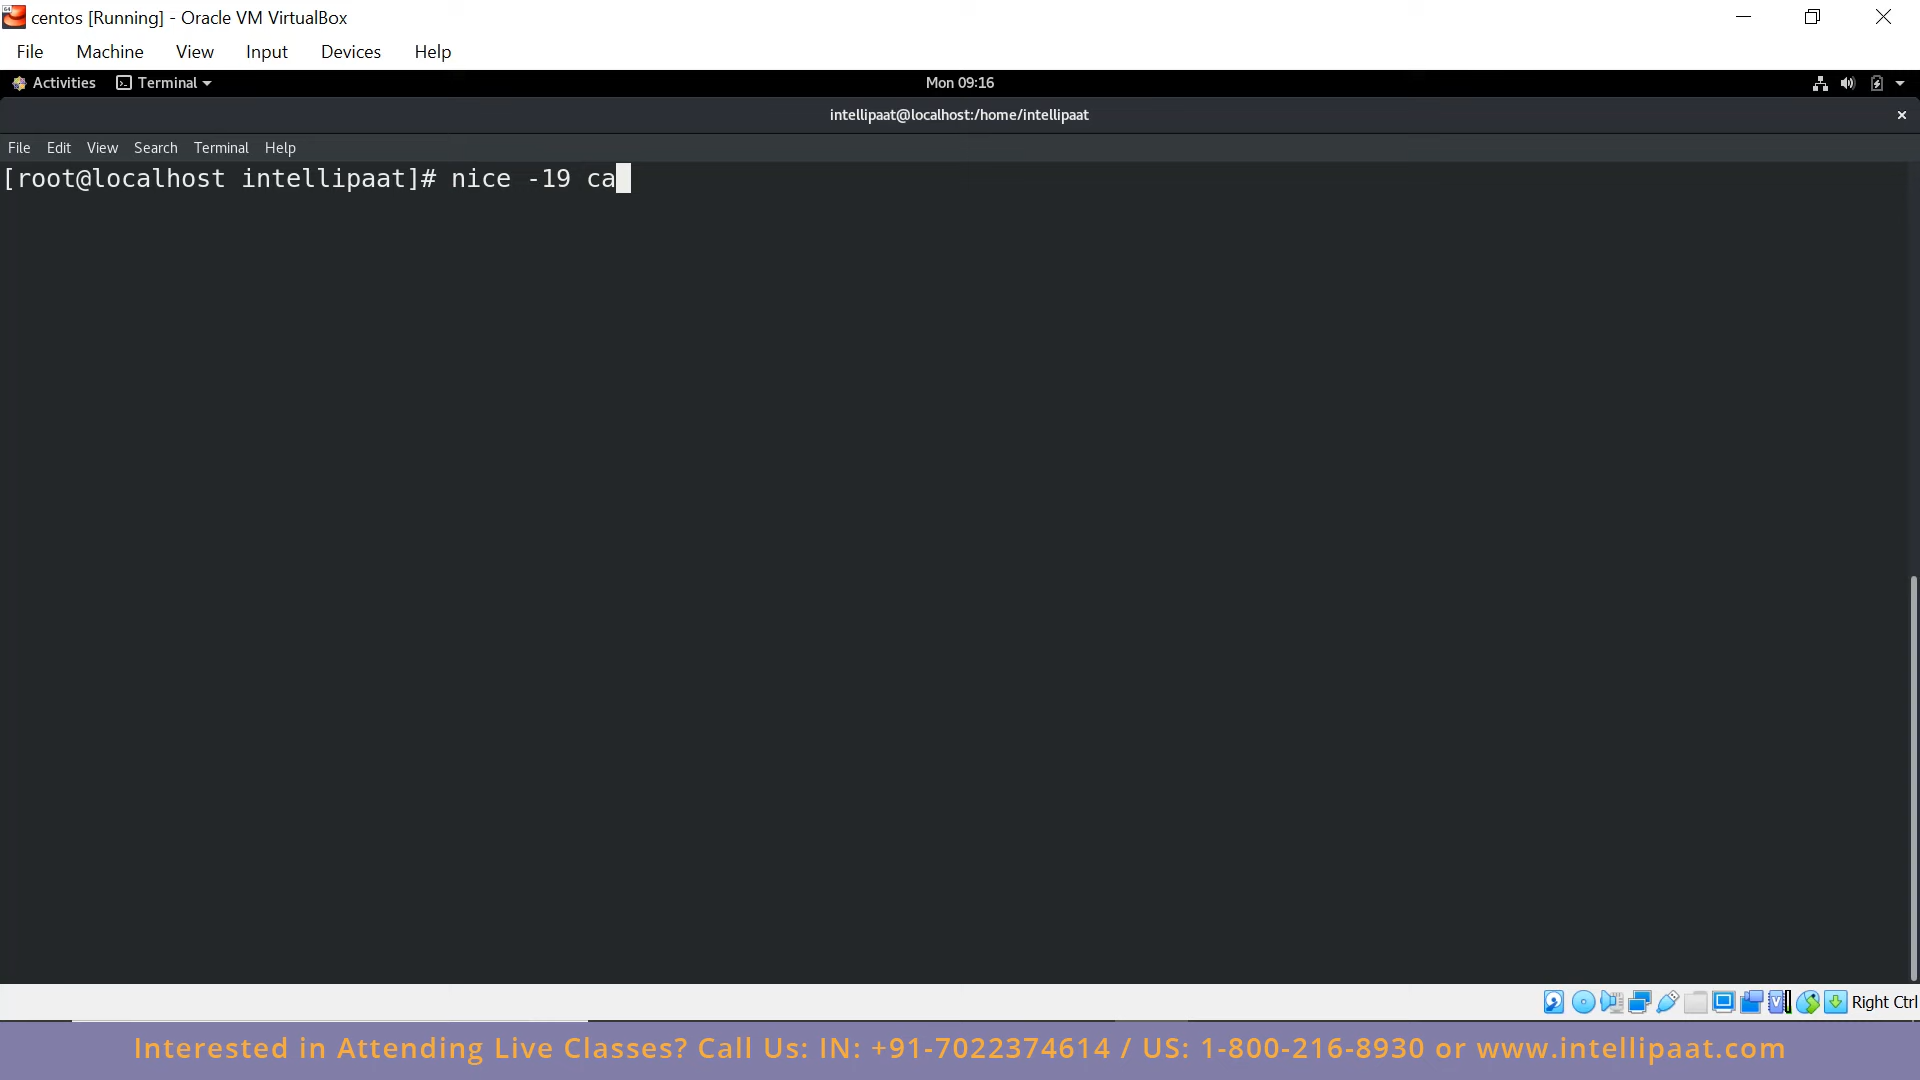 centos [Running] - Oracle VM VirtualBox
File Machine View Input Devices Help
Activities Terminal Mon 09:16
intellipaat@localhost:/home/intellipaat
File Edit View Search Terminal Help
[root@localhost intellipaat]# nice -19 ca
Right Ctrl
Interested in Attending Live Classes? Call Us: IN: +91-7022374614 / US: 1-800-216-8930 or www.intellipaat.com